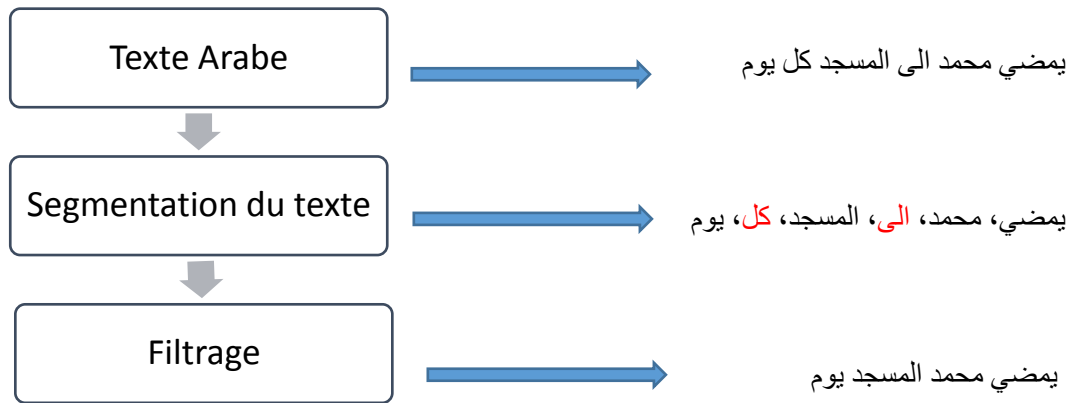 Texte Arabe
يمضي محمد الى المسجد كل يوم
Segmentation du texte
يمضي، محمد، الى، المسجد، كل، يوم
Filtrage
يمضي محمد المسجد يوم